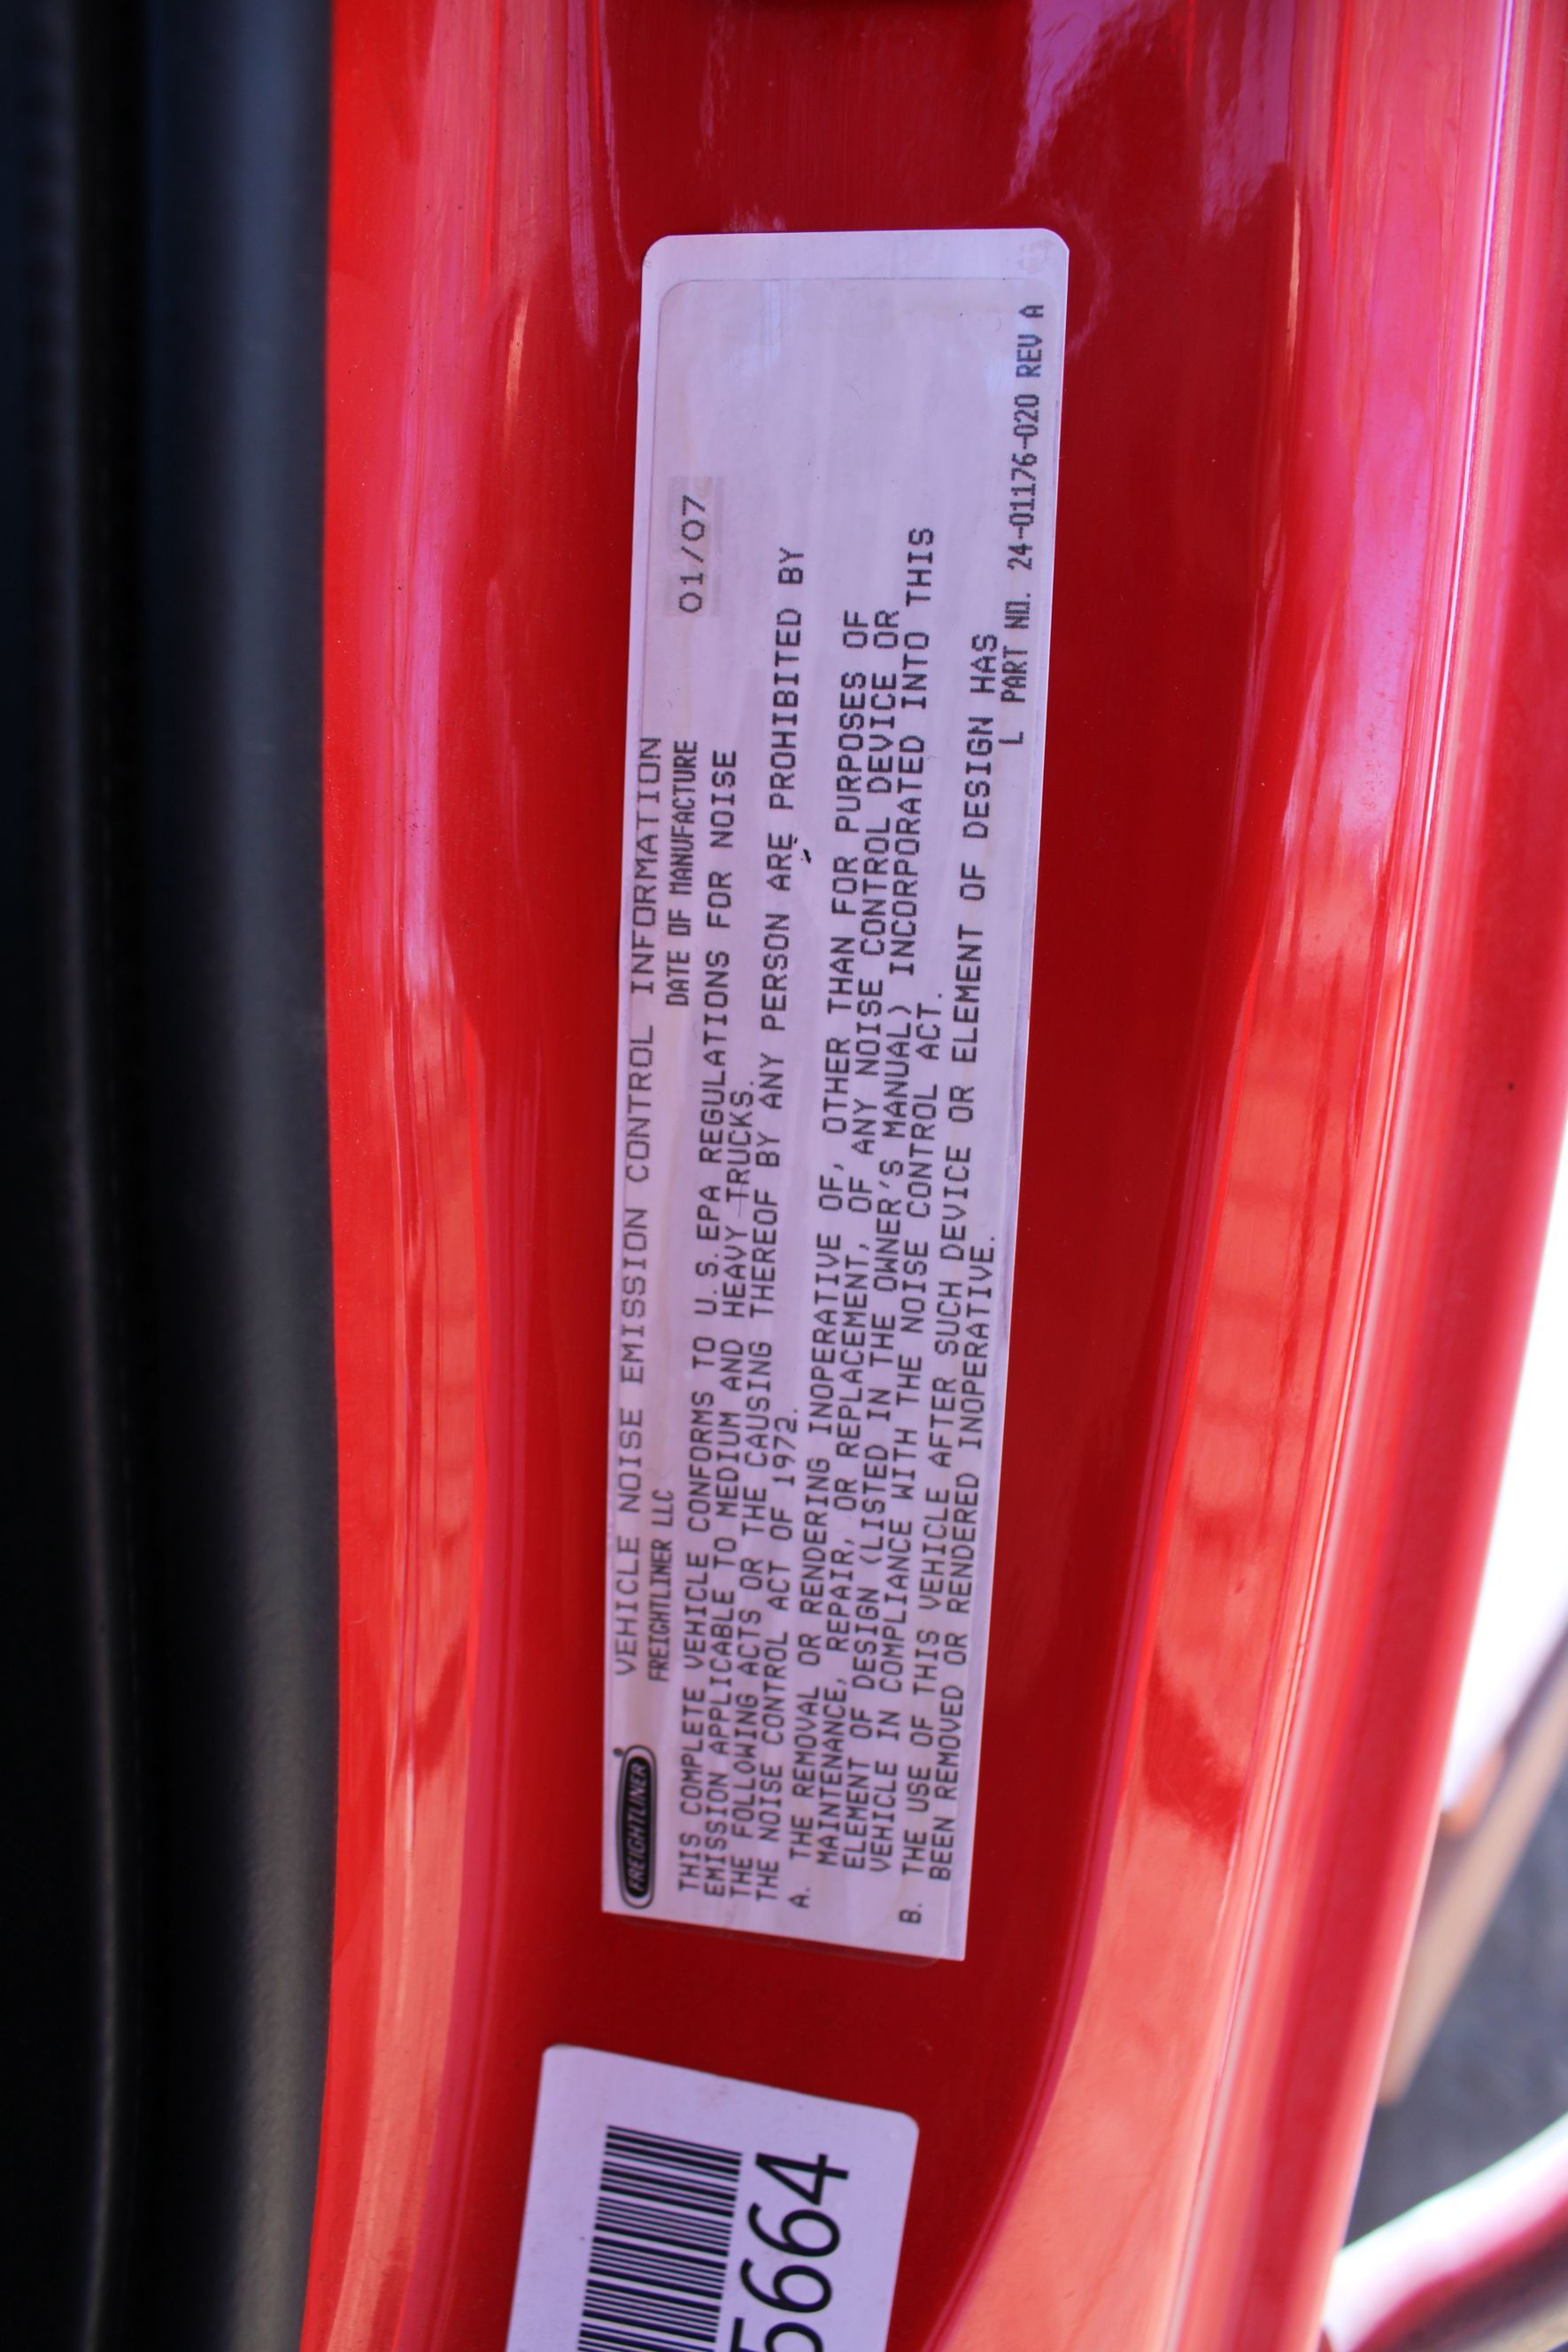 FREIGHTLINER
VEHICLE NOISE EMISSION CONTROL INFORMATION
FREIGHTLINER LLC DATE OF MANUFACTURE 01/07
THIS COMPLETE VEHICLE CONFORMS TO U.S. EPA REGULATIONS FOR NOISE
EMISSION APPLICABLE TO MEDIUM AND HEAVY TRUCKS.
THE FOLLOWING ACTS OR THE CAUSING THEREOF BY ANY PERSON ARE PROHIBITED BY
THE NOISE CONTROL ACT OF 1972.
A. THE REMOVAL OR RENDERING INOPERATIVE OF, OTHER THAN FOR PURPOSES OF
MAINTENANCE, REPAIR, OR REPLACEMENT, OF ANY NOISE CONTROL DEVICE OR
ELEMENT OF DESIGN (LISTED IN THE OWNER'S MANUAL) INCORPORATED INTO THIS
VEHICLE IN COMPLIANCE WITH THE NOISE CONTROL ACT.
B. THE USE OF THIS VEHICLE AFTER SUCH DEVICE OR ELEMENT OF DESIGN HAS
BEEN REMOVED OR RENDERED INOPERATIVE.
L PART NO. 24-01176-020 REV A
5664